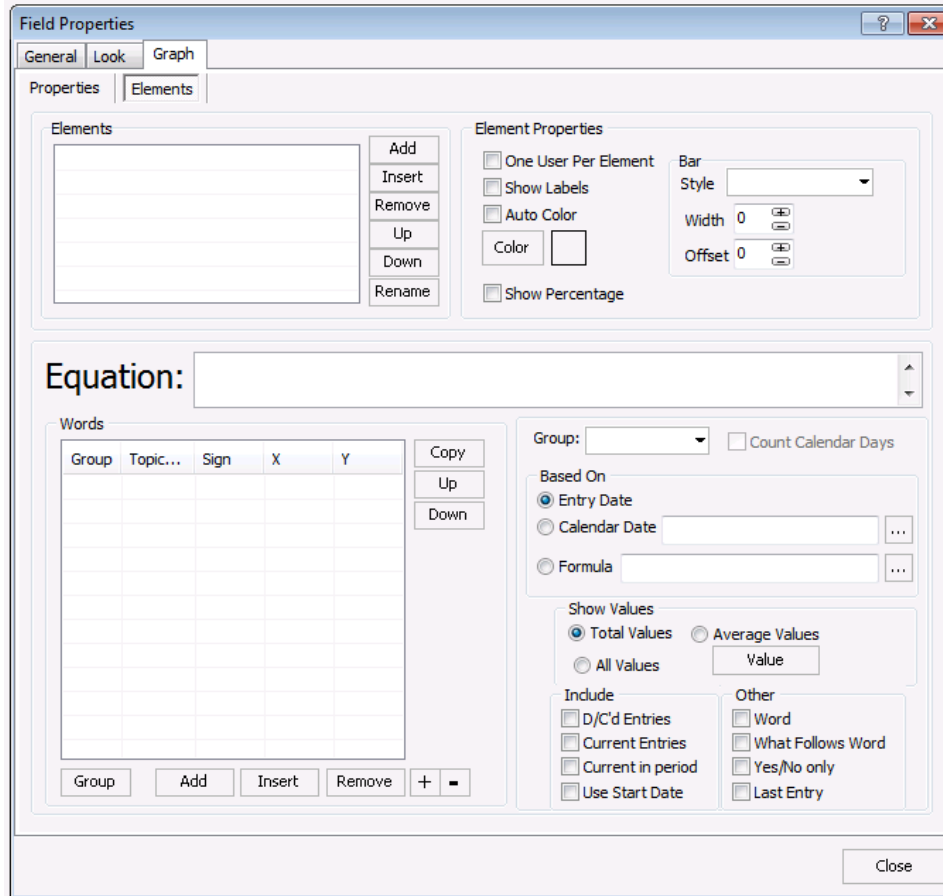 Field Properties
General Look Graph
Properties Elements
Elements
Add
Insert
Remove
Up
Down
Rename
Element Properties
One User Per Element
Show Labels
Auto Color
Color
Show Percentage
Bar
Style
Width 0
Offset 0
Equation:
Words
Group Topic... Sign X Y
Copy
Up
Down
Group Add Insert Remove + -
Group: Count Calendar Days
Based On
Entry Date
Calendar Date ...
Formula ...
Show Values
Total Values Average Values
All Values Value
Include
D/C'd Entries
Current Entries
Current in period
Use Start Date
Other
Word
What Follows Word
Yes/No only
Last Entry
Close